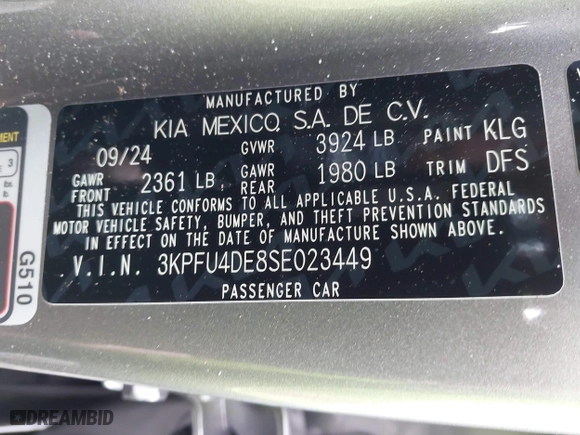 MANUFACTURED BY
KIA MEXICO, S.A. DE C.V.
09/24 GVWR 3924 LB PAINT KLG
GAWR FRONT 2361 LB GAWR REAR 1980 LB TRIM DFS
THIS VEHICLE CONFORMS TO ALL APPLICABLE U.S.A. FEDERAL
MOTOR VEHICLE SAFETY, BUMPER, AND THEFT PREVENTION STANDARDS
IN EFFECT ON THE DATE OF MANUFACTURE SHOWN ABOVE.
V.I.N. 3KPFU4DE8SE023449
PASSENGER CAR
3
lbs.
G510
DREAMBID